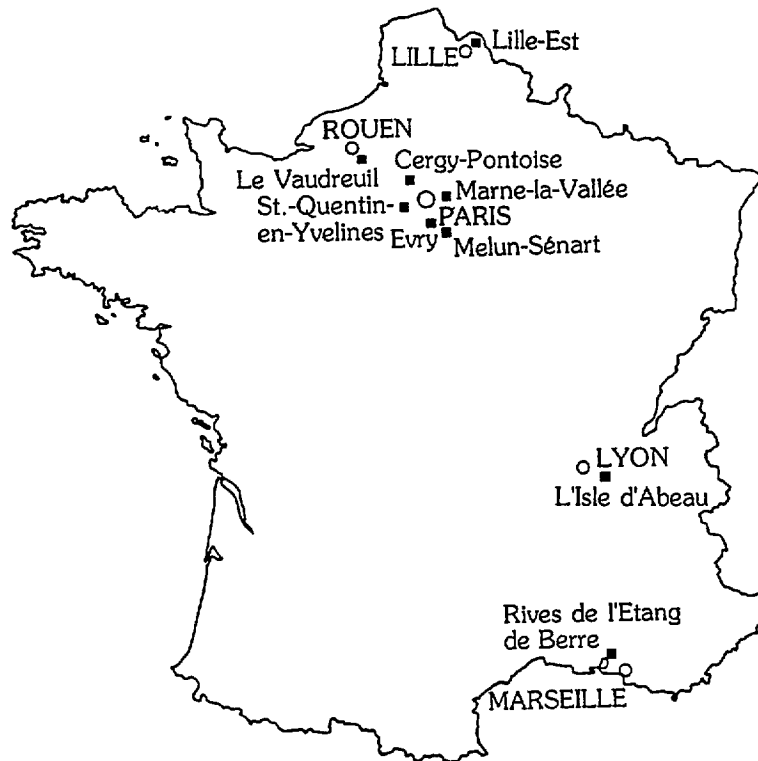 Lille-Est
LILLE
ROUEN
Cergy-Pontoise
Le Vaudreuil
Marne-la-Vallée
St.-Quentin-
en-Yvelines
PARIS
Evry
Melun-Sénart
LYON
L'Isle d'Abeau
Rives de l'Etang
de Berre
MARSEILLE